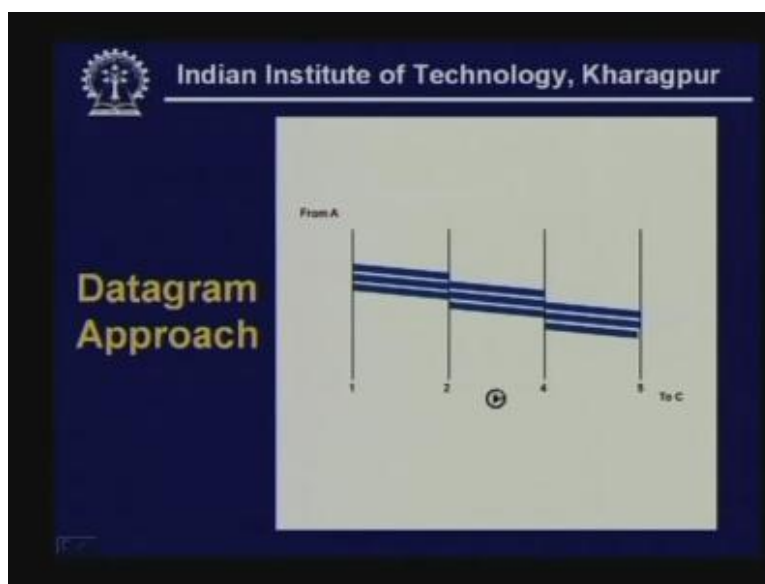 Indian Institute of Technology, Kharagpur
From A
Datagram
Approach
1 2 4 5
To C